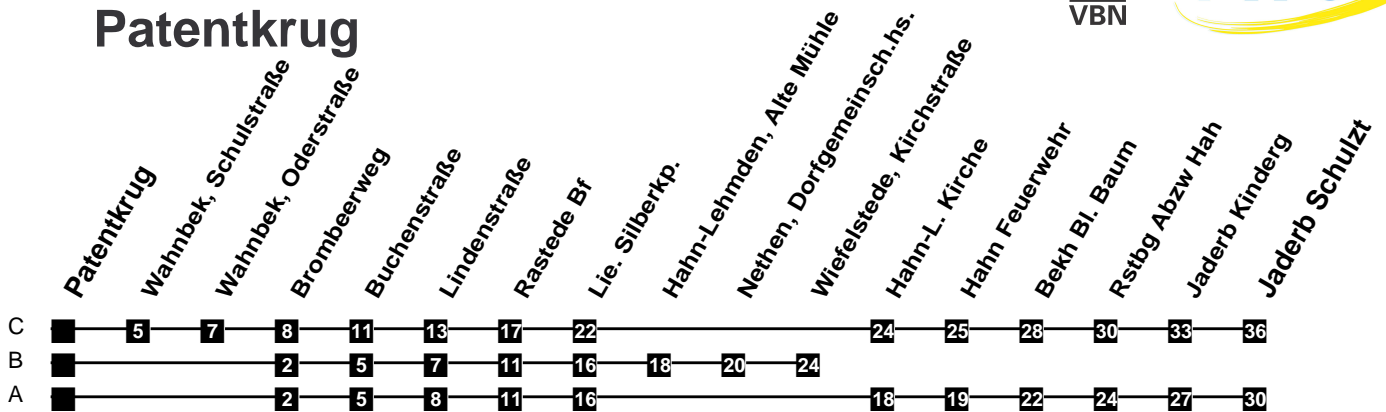 Patentkrug
VBN
Patentkrug
Wahnbek, Schulstraße
Wahnbek, Oderstraße
Brombeerweg
Buchenstraße
Lindenstraße
Rastede Bf
Lie. Silberkp.
Hahn-Lehmden, Alte Mühle
Nethen, Dorfgemeinsch.hs.
Wiefelstede, Kirchstraße
Hahn-L. Kirche
Hahn Feuerwehr
Bekh Bl. Baum
Rstbg Abzw Hah
Jaderb Kinderg
Jaderb Schulzt
C 5 7 8 11 13 17 22 24 25 28 30 33 36
B 2 5 7 11 16 18 20 24
A 2 5 8 11 16 18 19 22 24 27 30